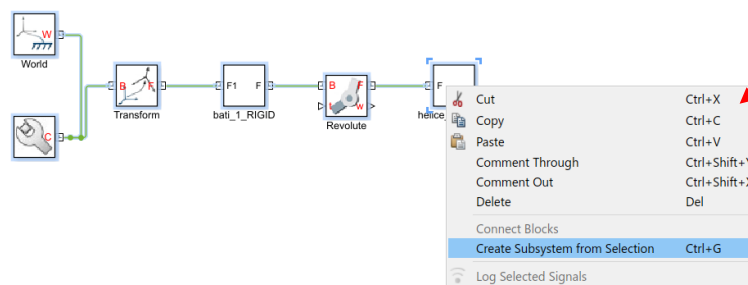 W
World
C
B F
Transform
F1
bati_1_RIGID
B F
t w
Revolute
F
helice_
Cut Ctrl+X
Copy Ctrl+C
Paste Ctrl+V
Comment Through Ctrl+Shift+Y
Comment Out Ctrl+Shift+X
Delete Del
Connect Blocks
Create Subsystem from Selection Ctrl+G
Log Selected Signals